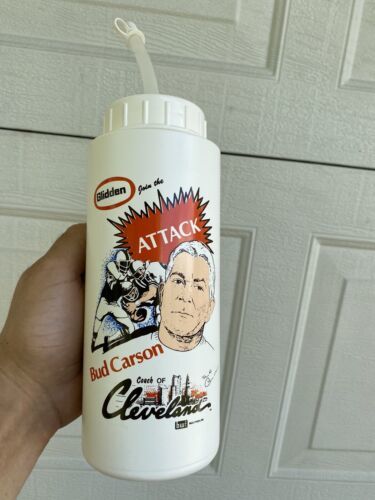 Glidden
Join the
ATTACK
Bud Carson
Coach OF
Cleveland